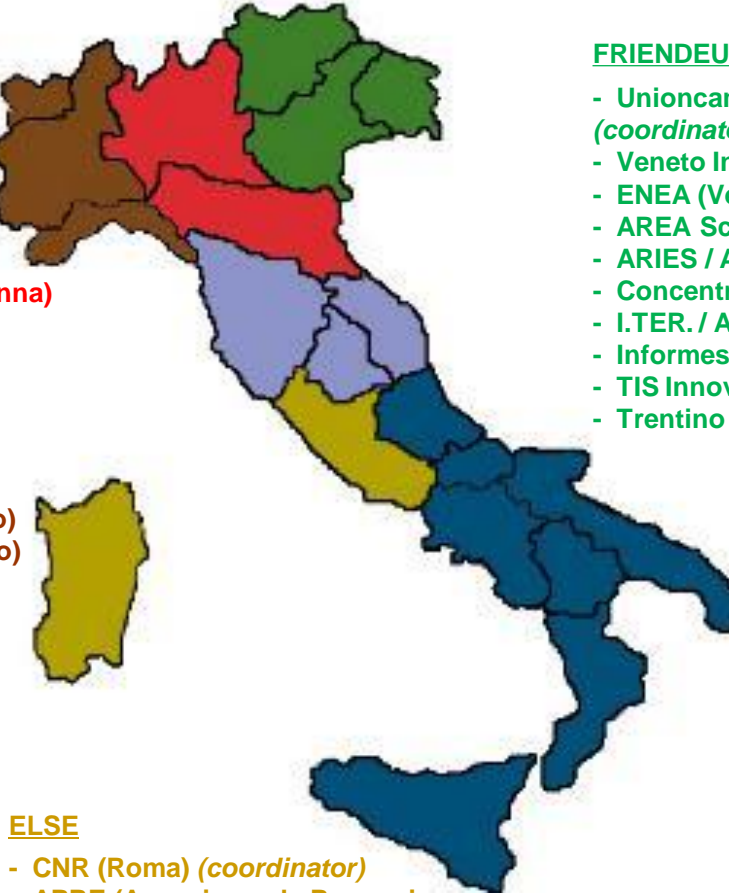 FRIENDEU
- Unioncar
(coordinato
- Veneto In
- ENEA (Ve
- AREA Sc
- ARIES / A
- Concentr
- I.TER. / A
- Informes
- TIS Innov
- Trentino
nna)
o)
o)
ELSE
- CNR (Roma) (coordinator)